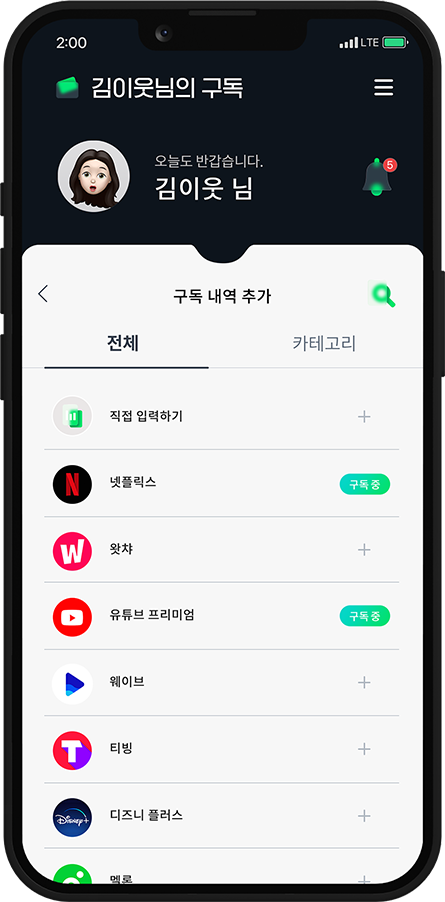 2:00
LTE
김이웃님의 구독
오늘도 반갑습니다.
김이웃 님
5
구독 내역 추가
전체
카테고리
직접 입력하기
N
넷플릭스
구독 중
W
왓챠
유튜브 프리미엄
구독 중
웨이브
T
티빙
Disney+
디즈니 플러스
멜론